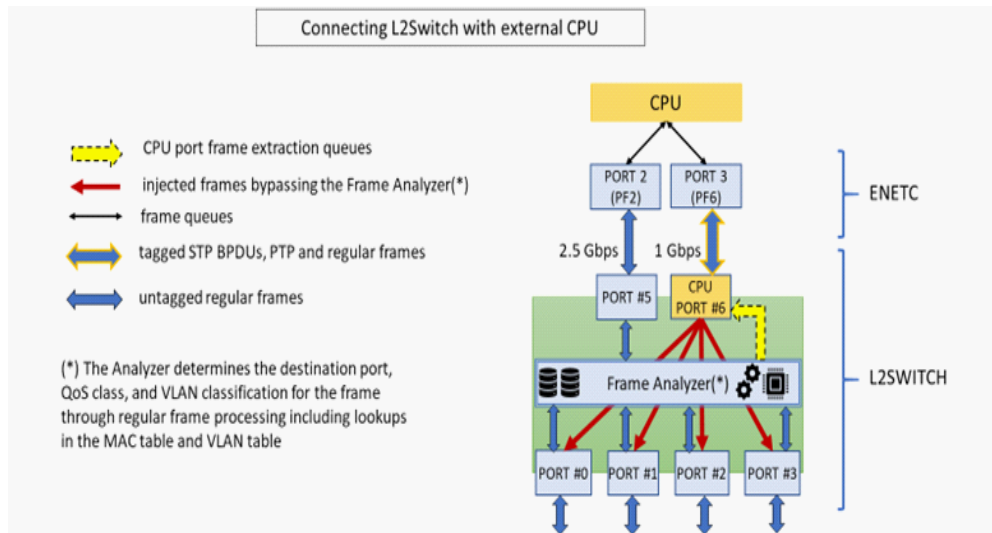 Connecting L2Switch with external CPU
CPU port frame extraction queues
injected frames bypassing the Frame Analyzer(*)
frame queues
tagged STP BPDUs, PTP and regular frames
untagged regular frames
(*) The Analyzer determines the destination port,
QoS class, and VLAN classification for the frame
through regular frame processing including lookups
in the MAC table and VLAN table
CPU
PORT 2
(PF2)
PORT 3
(PF6)
ENETC
2.5 Gbps
1 Gbps
PORT #5
CPU
PORT #6
Frame Analyzer(*)
L2SWITCH
PORT #0
PORT #1
PORT #2
PORT #3